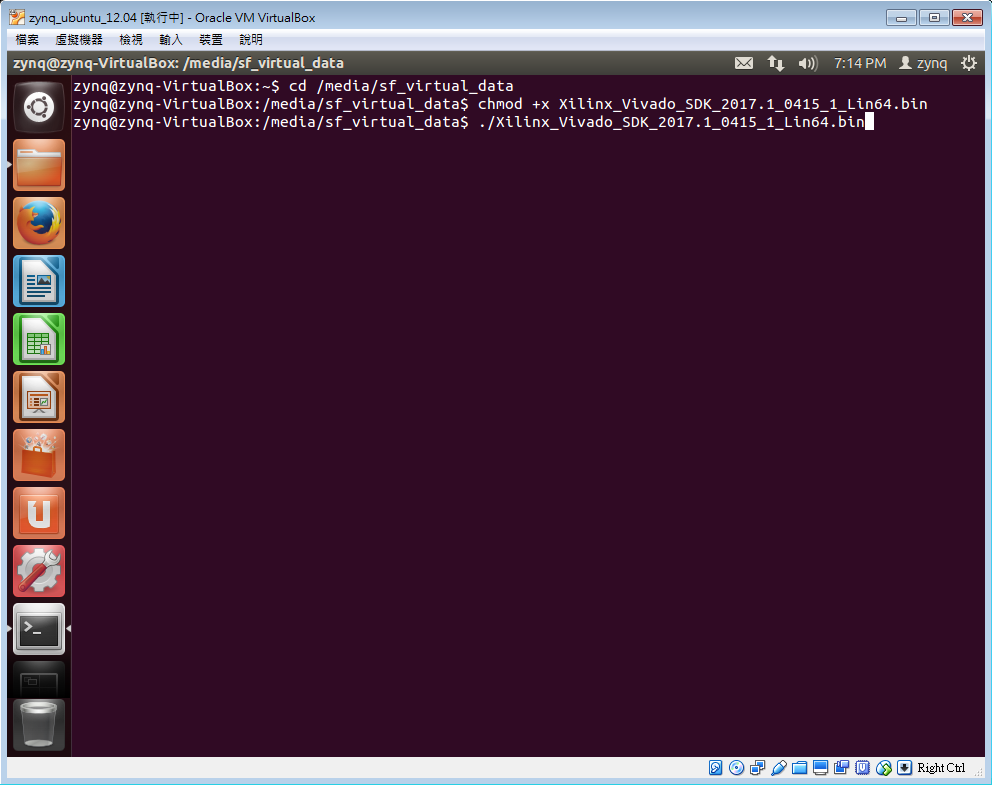 zynq_ubuntu_12.04 [執行中] - Oracle VM VirtualBox
檔案 虛擬機器 檢視 輸入 裝置 說明
zynq@zynq-VirtualBox: /media/sf_virtual_data 7:14 PM zynq
zynq@zynq-VirtualBox:~$ cd /media/sf_virtual_data
zynq@zynq-VirtualBox:/media/sf_virtual_data$ chmod +x Xilinx_Vivado_SDK_2017.1_0415_1_Lin64.bin
zynq@zynq-VirtualBox:/media/sf_virtual_data$ ./Xilinx_Vivado_SDK_2017.1_0415_1_Lin64.bin
U
>_
Right Ctrl